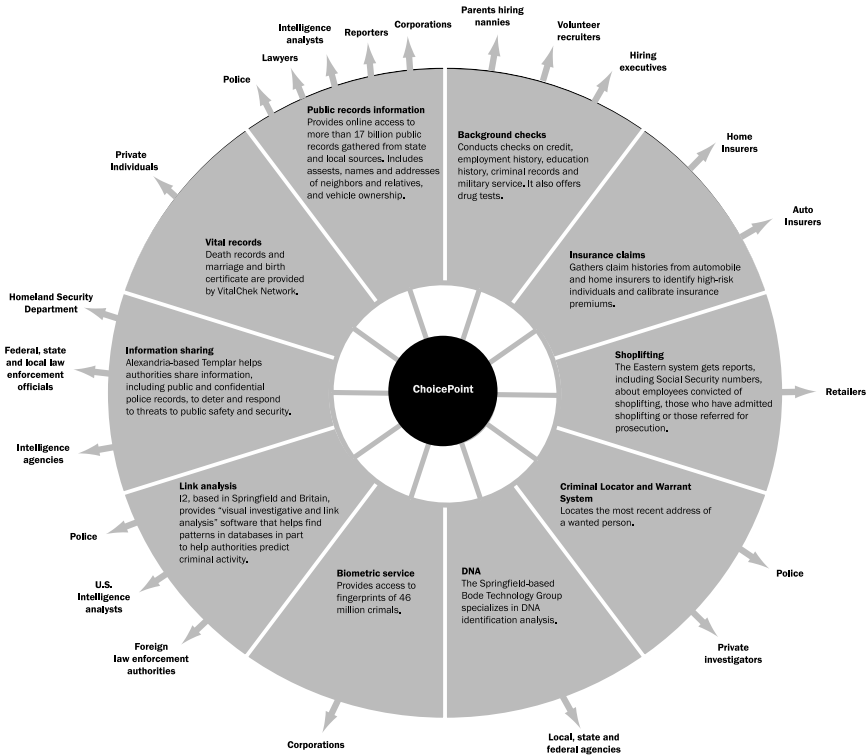 Parents hiring
nannies
Volunteer
recruiters
Hiring
executives
Home
Insurers
Auto
Insurers
Retailers
Police
Private
investigators
Local, state and
federal agencies
Corporations
Foreign
law enforcement
authorities
U.S.
Intelligence
analysts
Police
Intelligence
agencies
Federal, state
and local law
enforcement
officials
Homeland Security
Department
Private
Individuals
Police
Lawyers
Intelligence
analysts
Reporters
Corporations
Public records information
Provides online access to
more than 17 billion public
records gathered from state
and local sources. Includes
assests, names and addresses
of neighbors and relatives,
and vehicle ownership.
Background checks
Conducts checks on credit,
employment history, education
history, criminal records and
military service. It also offers
drug tests.
Insurance claims
Gathers claim histories from automobile
and home insurers to identify high-risk
individuals and calibrate insurance
premiums.
Shoplifting
The Eastern system gets reports,
including Social Security numbers,
about employees convicted of
shoplifting, those who have admitted
shoplifting or those referred for
prosecution.
Criminal Locator and Warrant
System
Locates the most recent address of
a wanted person.
DNA
The Springfield-based
Bode Technology Group
specializes in DNA
identification analysis.
Biometric service
Provides access to
fingerprints of 46
million crimals.
Link analysis
I2, based in Springfield and Britain,
provides “visual investigative and link
analysis” software that helps find
patterns in databases in part
to help authorities predict
criminal activity.
Information sharing
Alexandria-based Templar helps
authorities share information,
including public and confidential
police records, to deter and respond
to threats to public safety and security.
Vital records
Death records and
marriage and birth
certificate are provided
by VitalChek Network.
ChoicePoint